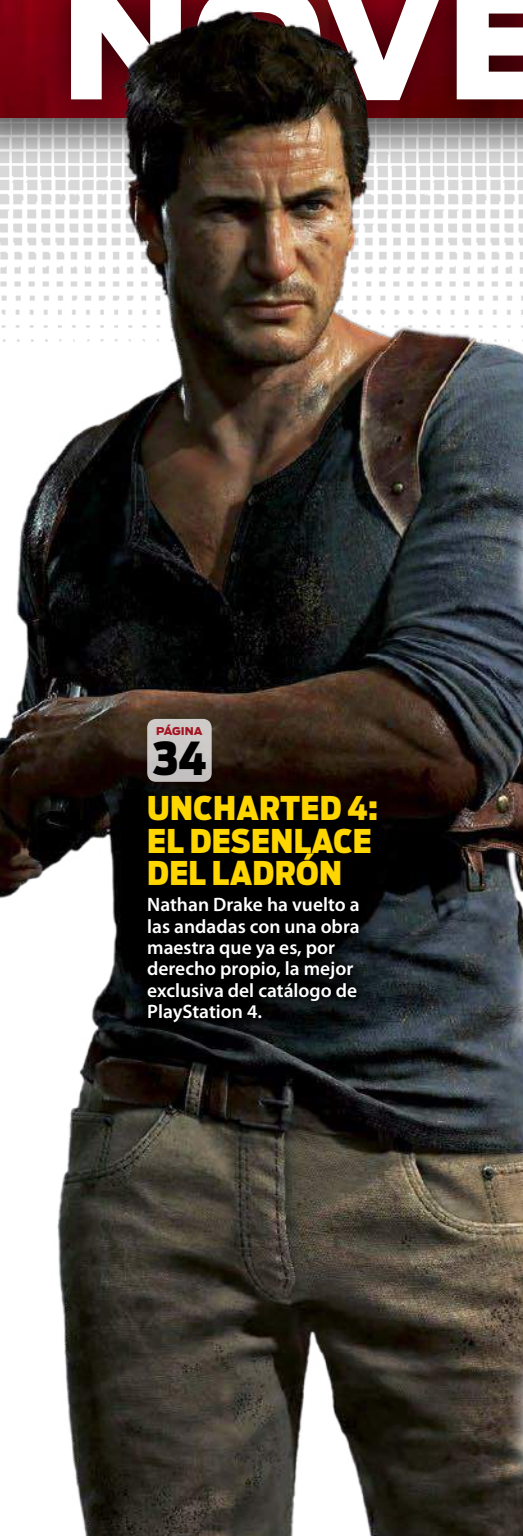 NOVE
PÁGINA
34
UNCHARTED 4:
EL DESENLACE
DEL LADRÓN
Nathan Drake ha vuelto a
las andadas con una obra
maestra que ya es, por
derecho propio, la mejor
exclusiva del catálogo de
PlayStation 4.